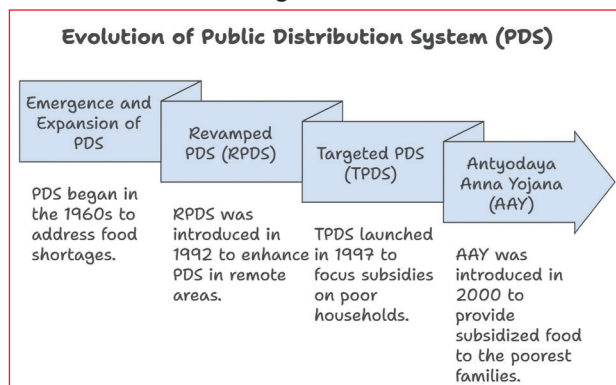 Evolution of Public Distribution System (PDS)
Emergence and
Expansion of
PDS
PDS began in
the 1960s to
address food
shortages.
Revamped
PDS (RPDS)
RPDS was
introduced in
1992 to enhance
PDS in remote
areas.
Targeted PDS
(TPDS)
TPDS launched
in 1997 to
focus subsidies
on poor
households.
Antyodaya
Anna Yojana
(AAY)
AAY was
introduced in
2000 to
provide
subsidized food
to the poorest
families.